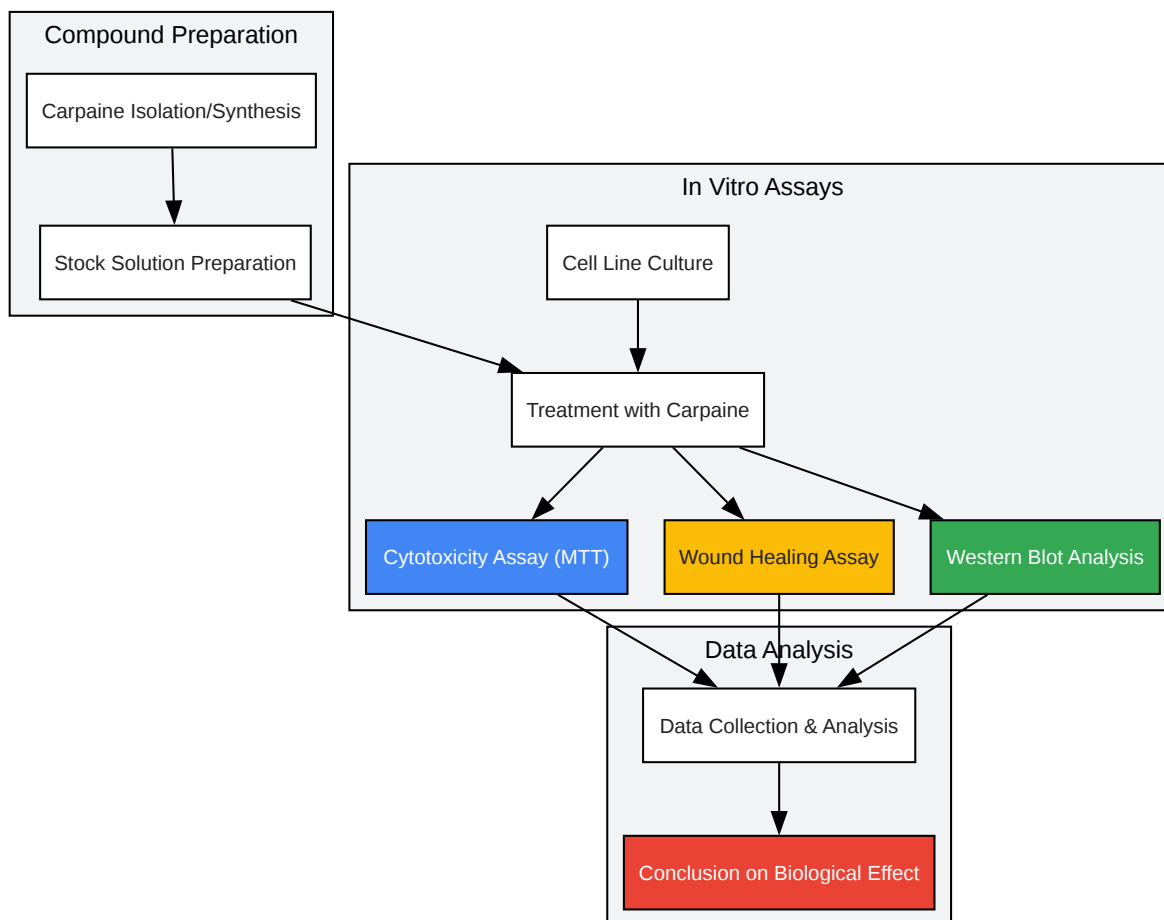 Compound Preparation
Carpaine Isolation/Synthesis
Stock Solution Preparation
In Vitro Assays
Cell Line Culture
Treatment with Carpaine
Cytotoxicity Assay (MTT)
Wound Healing Assay
Western Blot Analysis
Data Analysis
Data Collection & Analysis
Conclusion on Biological Effect